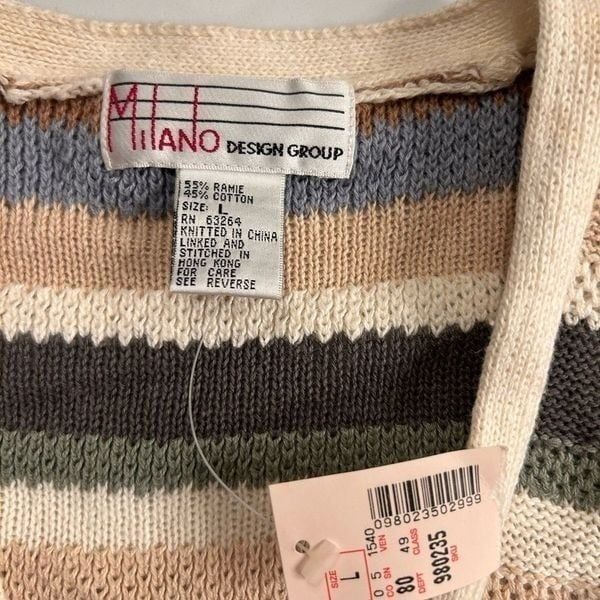 Milano DESIGN GROUP
55% RAMIE
45% COTTON
SIZE: L
RN 63264
KNITTED IN CHINA
LINKED AND
STITCHED IN
HONG KONG
FOR CARE
SEE REVERSE
098023502999
SIZE L
0 5 1540
CO SN VEN
80 49
DEPT CLASS
980235
SKU